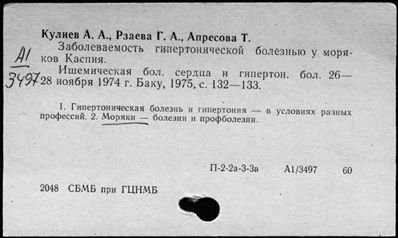 Кулиев А. А., Рзаева Г. А., Апресова Т.
Заболеваемость гипертонической болезнью у моря-
ков Каспия.
А1
3497
Ишемическая бол. сердца и гипертон. бол. 26—
28 ноября 1974 г. Баку, 1975, с. 132—133.
1. Гипертоническая болезнь и гипертония — в условиях разных
профессий. 2. Моряки — болезни и профболезни.
П-2-2а-3-3в А1/3497 60
2048 СБМБ при ГЦНМБ